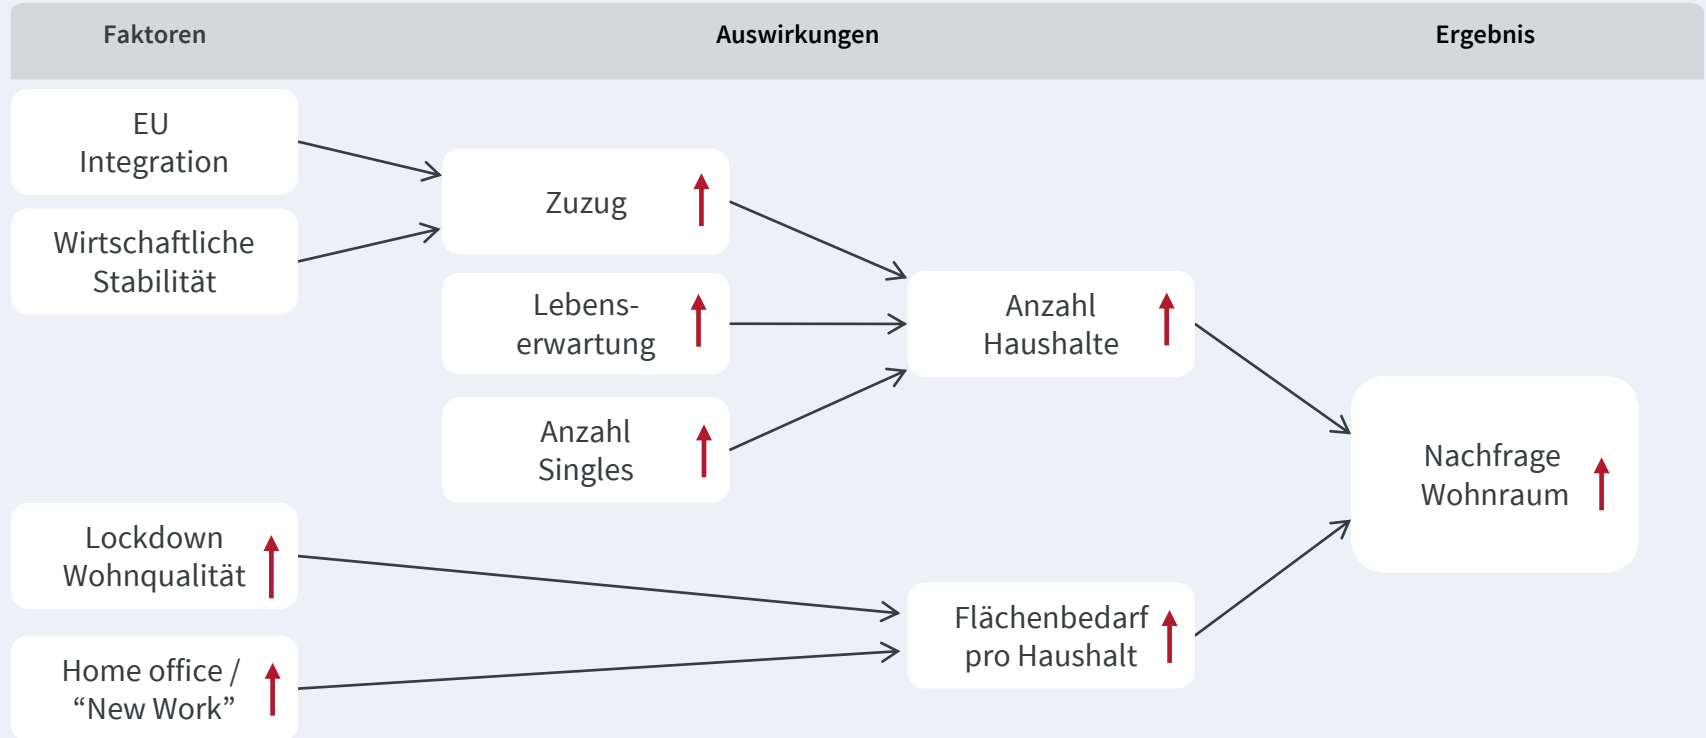 Faktoren
Auswirkungen
Ergebnis
EU
Integration
Wirtschaftliche
Stabilität
Zuzug
Lebens-
erwartung
Anzahl
Singles
Anzahl
Haushalte
Nachfrage
Wohnraum
Lockdown
Wohnqualität
Home office /
“New Work”
Flächenbedarf
pro Haushalt